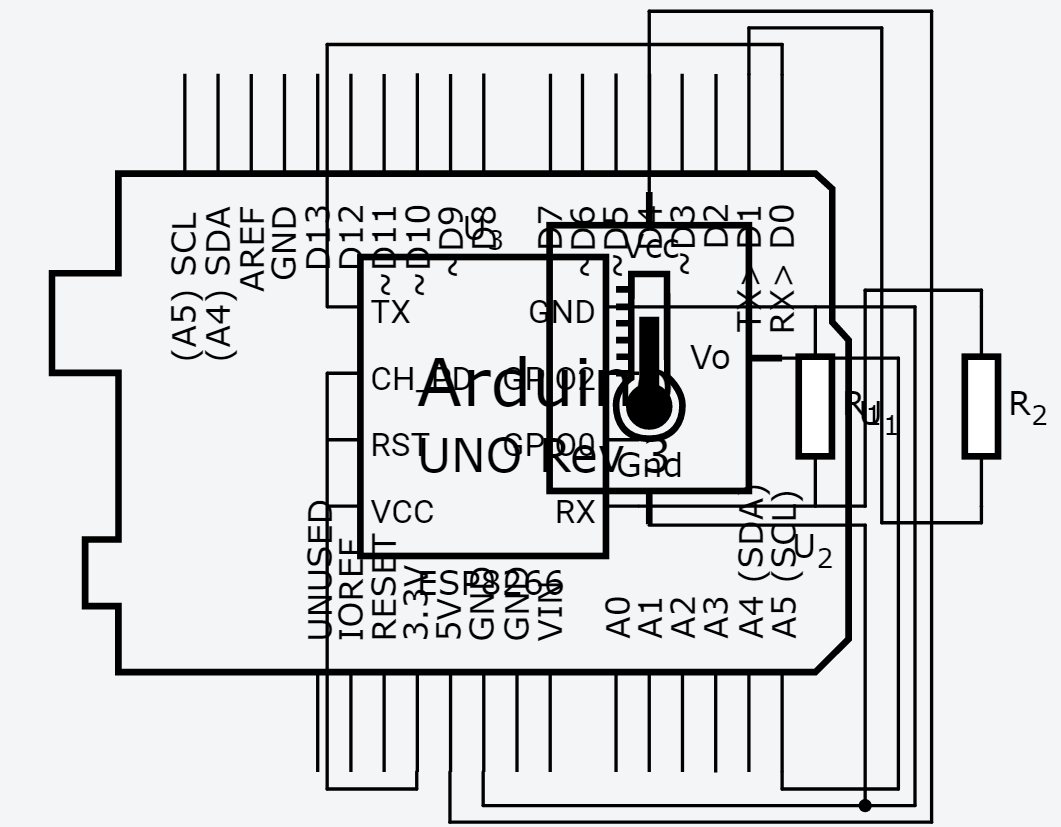 (A5) SCL
(A4) SDA
AREF
GND
D13
D12
~ D11
~ D10
~ D9
D8
D7
~ D6
~ D5
D4
~ D3
D2
TX> D1
RX> D0
U3
Vcc
TX
GND
CH_PD
GPIO2
Vo
Arduino
R1
U1
R2
RST
GPIO0
UNO Rev 3
Gnd
VCC
RX
U2
ESP8266
UNUSED
IOREF
RESET
3.3V
5V
GND
GND
VIN
A0
A1
A2
A3
A4 (SDA)
A5 (SCL)